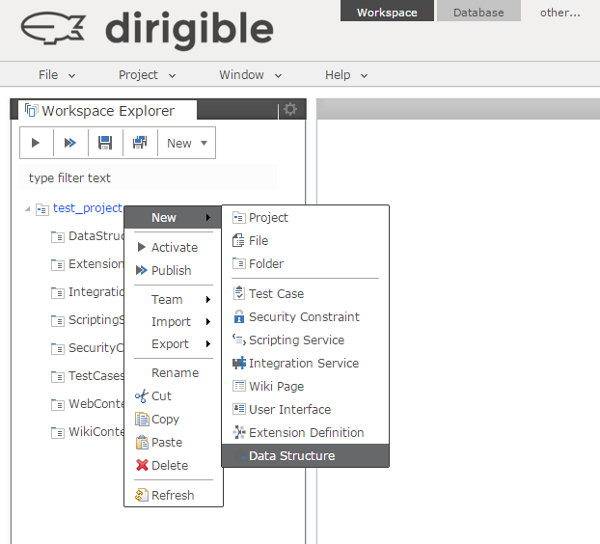 dirigible
Workspace Database other...
File Project Window Help
Workspace Explorer
New
type filter text
test_project
DataStruc
Extension
Integration
ScriptingS
SecurityC
TestCases
WebConte
WikiConte
New
Activate
Publish
Team
Import
Export
Rename
Cut
Copy
Paste
Delete
Refresh
Project
File
Folder
Test Case
Security Constraint
Scripting Service
Integration Service
Wiki Page
User Interface
Extension Definition
Data Structure